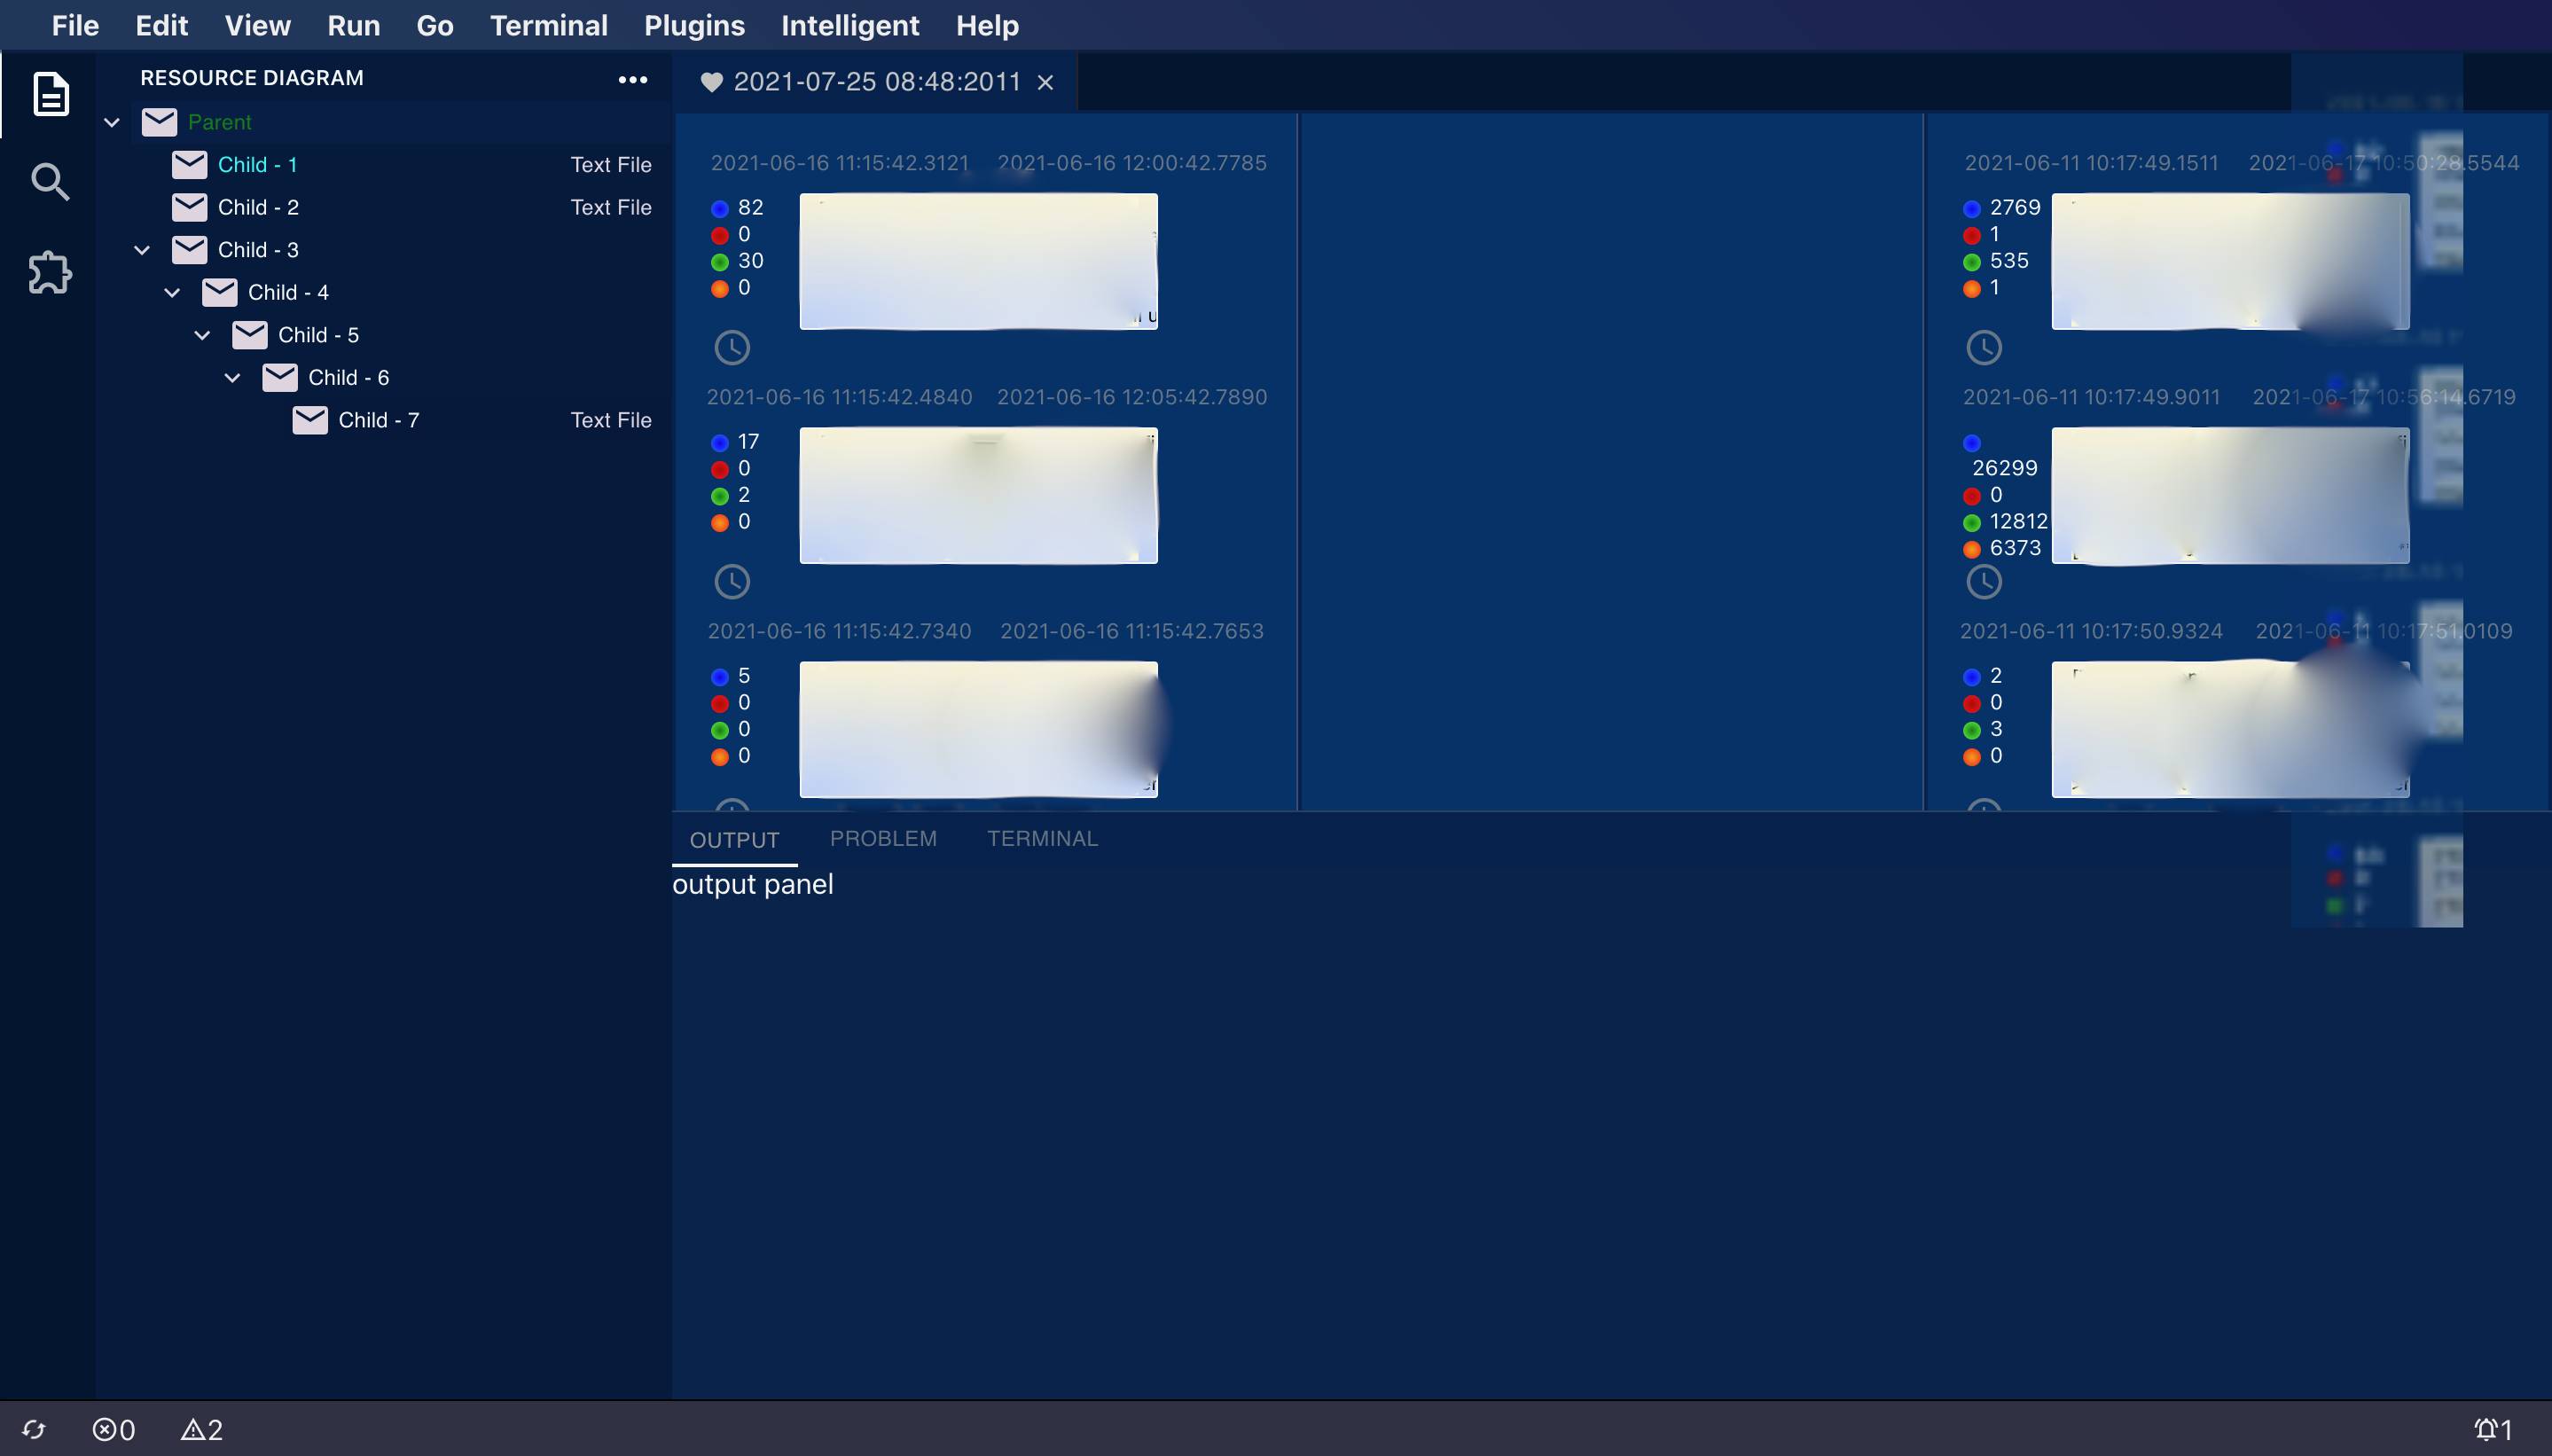 File Edit View Run Go Terminal Plugins Intelligent Help
RESOURCE DIAGRAM
Parent
Child - 1 Text File
Child - 2 Text File
Child - 3
Child - 4
Child - 5
Child - 6
Child - 7 Text File
2021-07-25 08:48:2011
2021-06-16 11:15:42.3121 2021-06-16 12:00:42.7785
82
0
30
0
2021-06-16 11:15:42.4840 2021-06-16 12:05:42.7890
17
0
2
0
2021-06-16 11:15:42.7340 2021-06-16 11:15:42.7653
5
0
0
0
2021-06-11 10:17:49.1511 2021-06-17 10:50:28.5544
2769
1
535
1
2021-06-11 10:17:49.9011 2021-06-17 10:56:14.6719
26299
0
12812
6373
2021-06-11 10:17:50.9324 2021-06-11 10:17:51.0109
2
0
3
0
OUTPUT PROBLEM TERMINAL
output panel
0 2 1